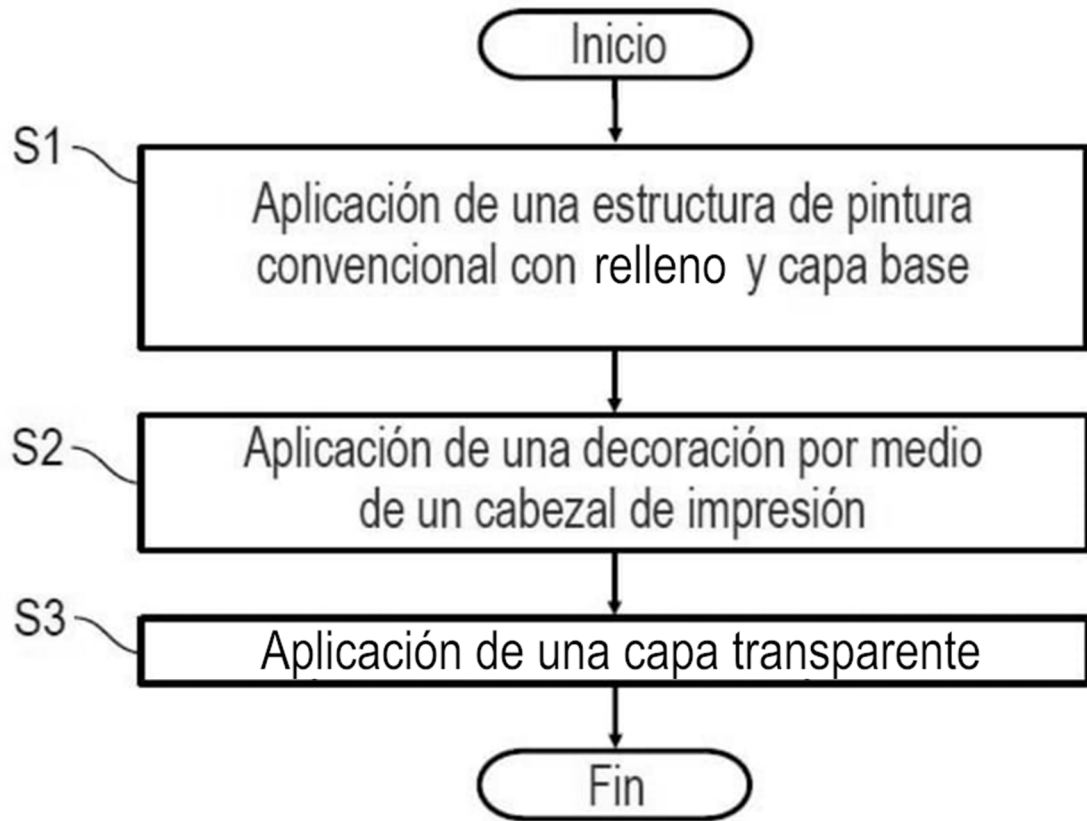 Inicio
S1
Aplicación de una estructura de pintura
convencional con relleno y capa base
S2
Aplicación de una decoración por medio
de un cabezal de impresión
S3
Aplicación de una capa transparente
Fin